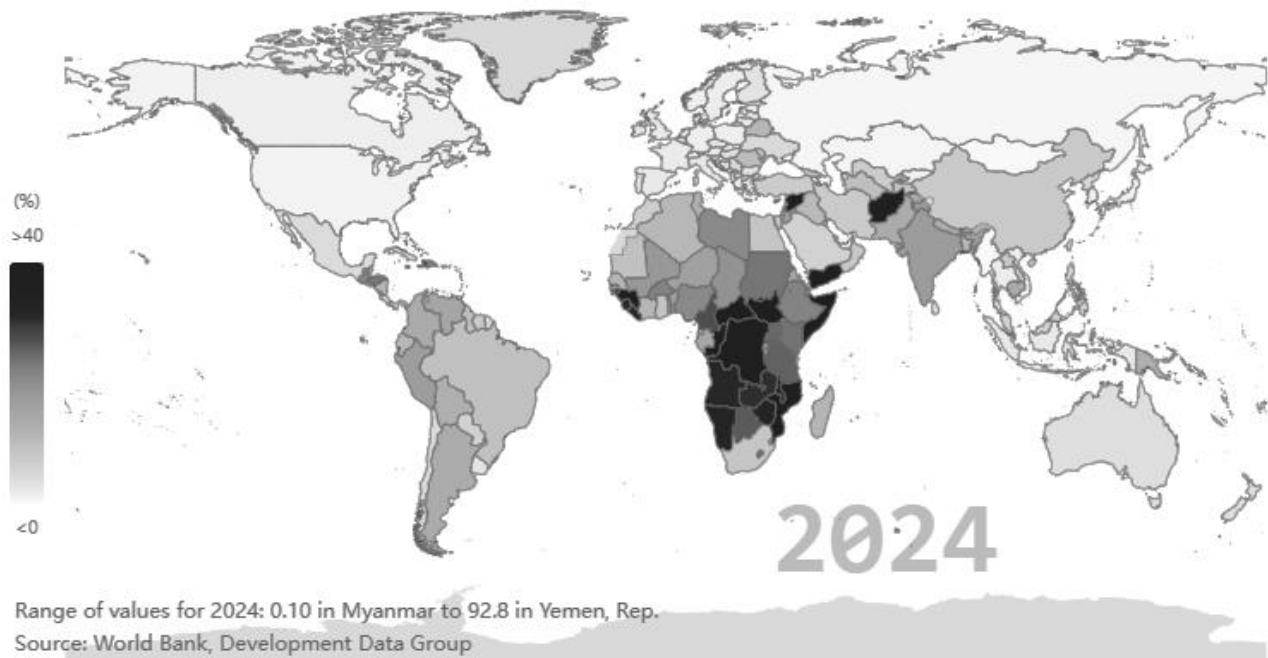 (%)
>40
<0
2024
Range of values for 2024: 0.10 in Myanmar to 92.8 in Yemen, Rep.
Source: World Bank, Development Data Group